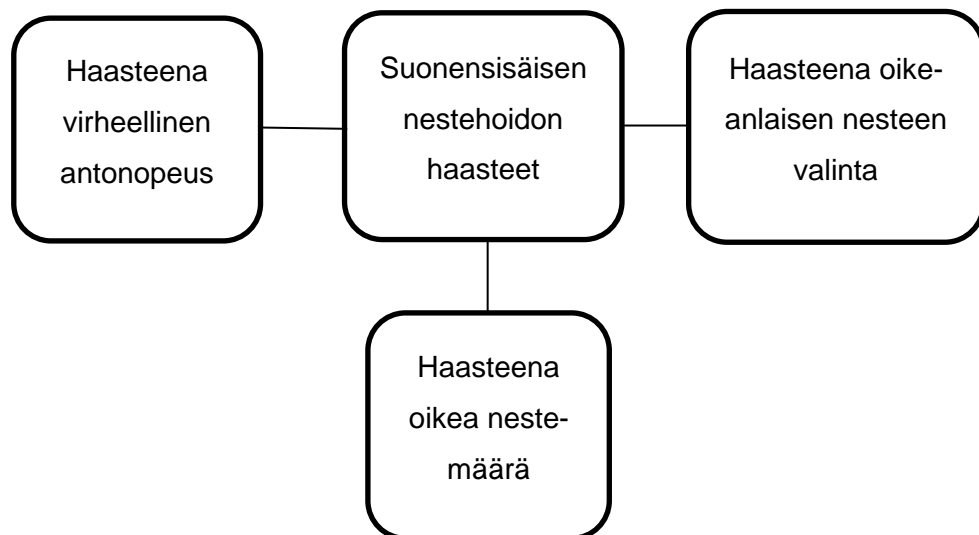 Haasteena
virheellinen
antonopeus
Suonensisäisen
nestehoidon
haasteet
Haasteena oike-
anlaisen nesteen
valinta
Haasteena
oikea neste-
määrä